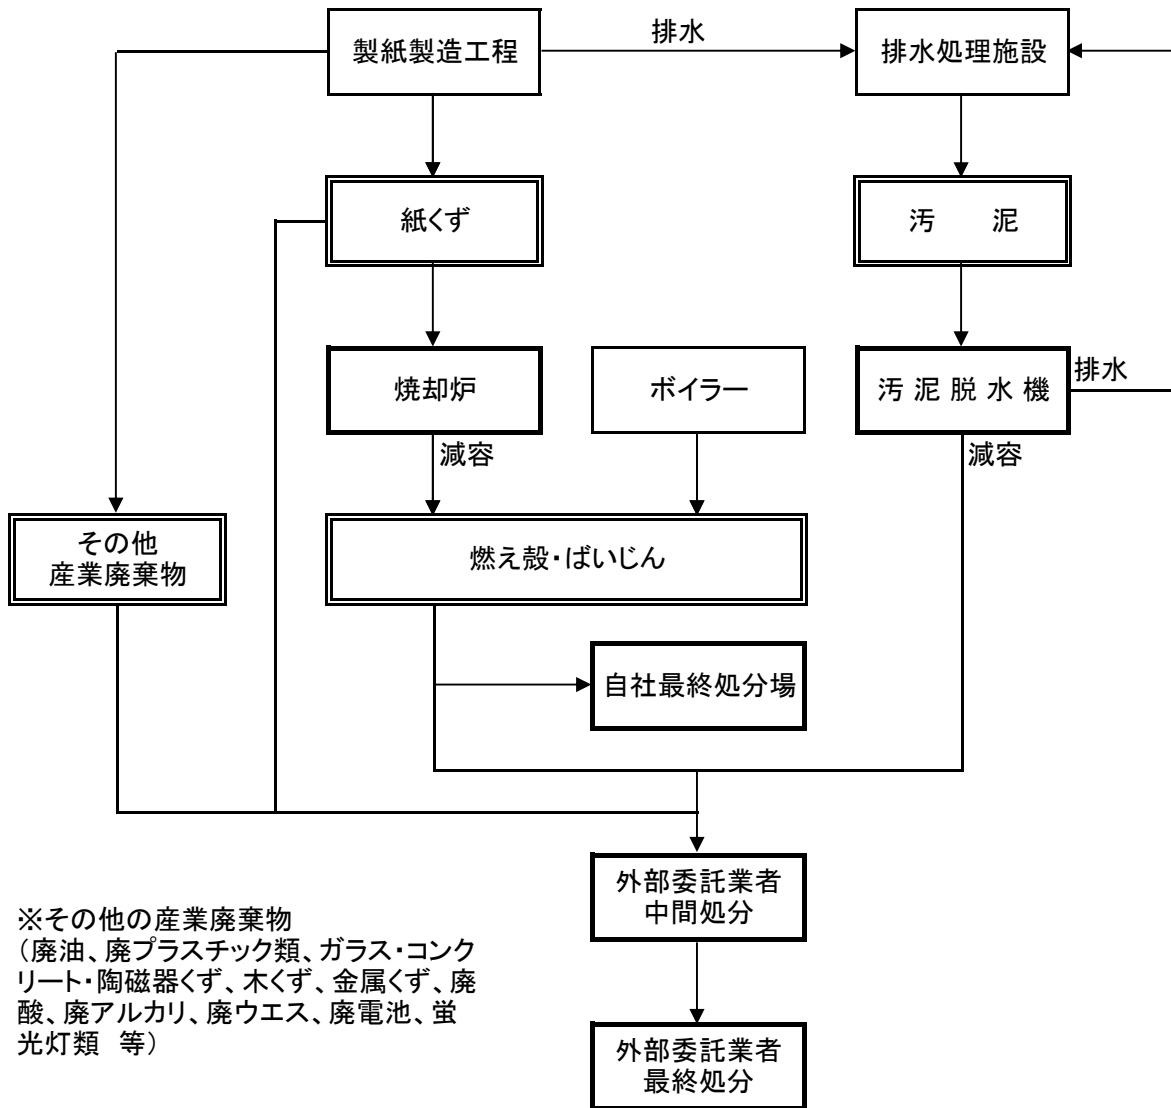 製紙製造工程
排水
排水処理施設
紙くず
汚　　泥
焼却炉
ボイラー
汚 泥 脱 水 機
排水
減容
減容
その他
産業廃棄物
燃え殻・ばいじん
自社最終処分場
外部委託業者
中間処分
※その他の産業廃棄物
（廃油、廃プラスチック類、ガラス・コンク
リート・陶磁器くず、木くず、金属くず、廃
酸、廃アルカリ、廃ウエス、廃電池、蛍
光灯類　等）
外部委託業者
最終処分